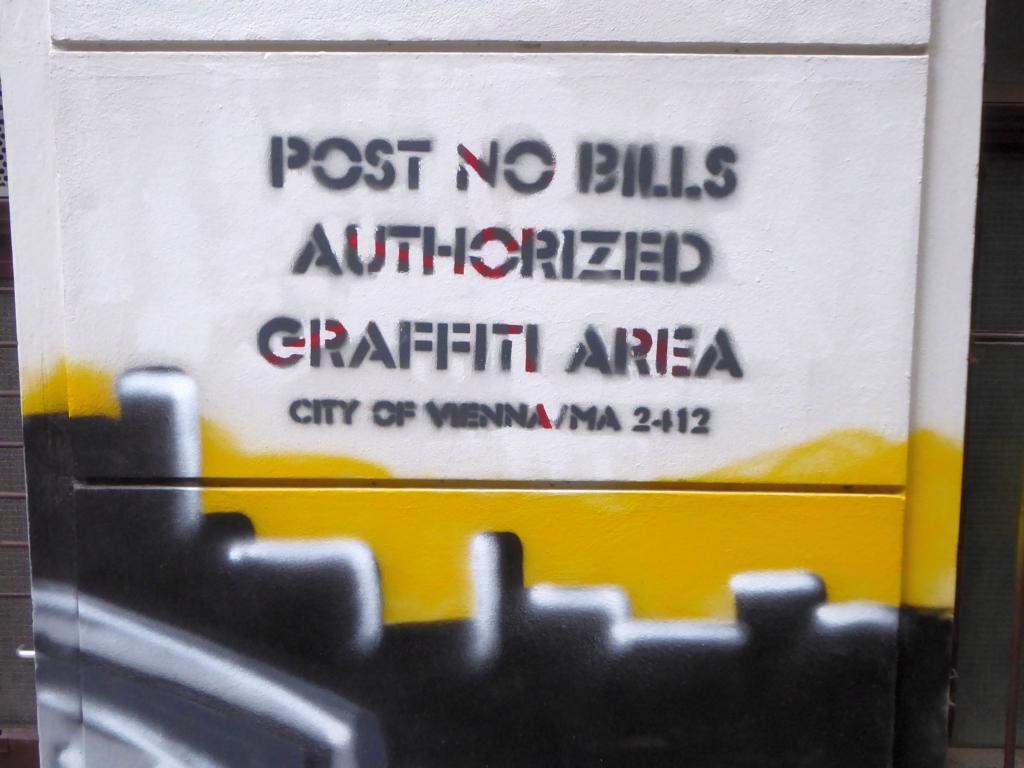 POST NO BILLS
AUTHORIZED
GRAFFITI AREA
CITY OF VIENNA/MA 2412